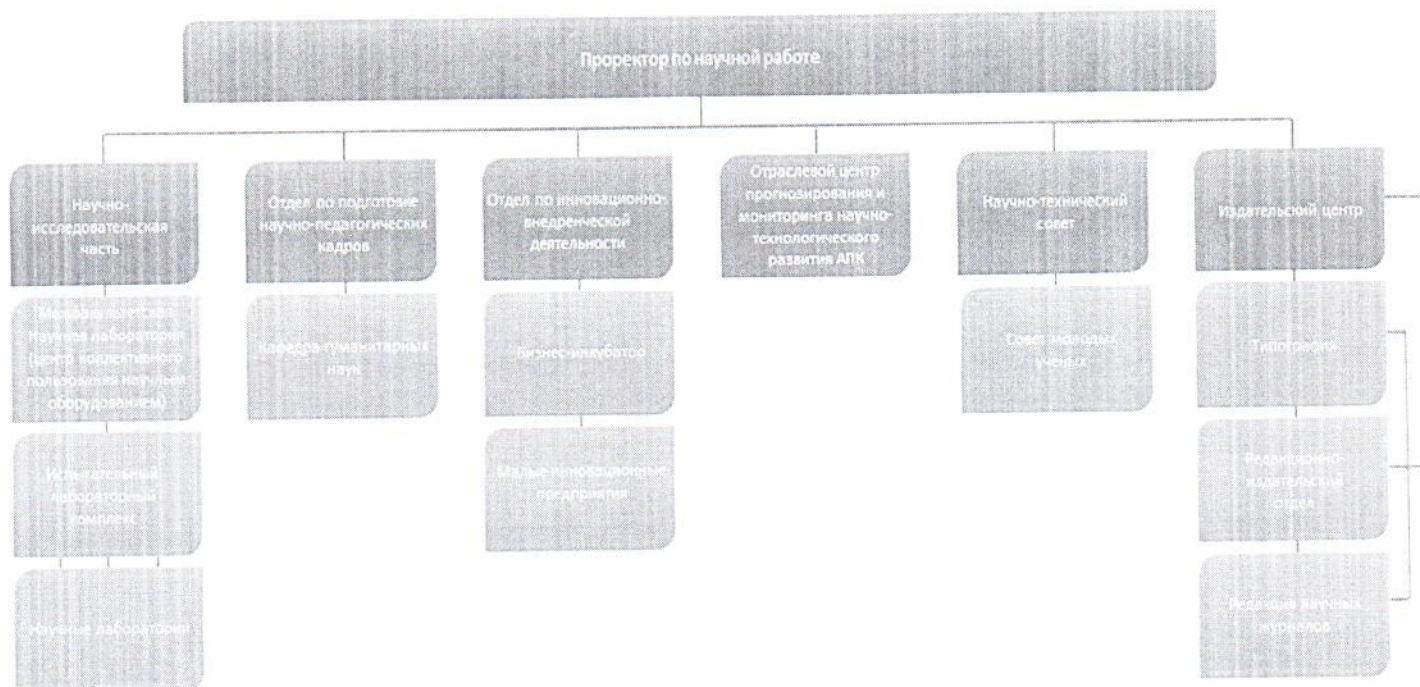 Проректор по научной работе
Научно-
исследовательская
часть
Отдел по подготовке
научно-педагогических
кадров
Отдел по инновационно-
внедренческой
деятельности
Отраслевой центр
прогнозирования и
мониторинга научно-
технологического
развития АПК
Научно-технический
совет
Издательский центр
Научная лаборатория
(центр коллективного
пользования научным
оборудованием)
Кафедра гуманитарных
наук
Бизнес-инкубатор
Совет молодых
ученых
Типография
Испытательный
лабораторный
комплекс
Малые инновационные
предприятия
Редакционно-
издательский
отдел
Научные лаборатории
Редакция научных
журналов